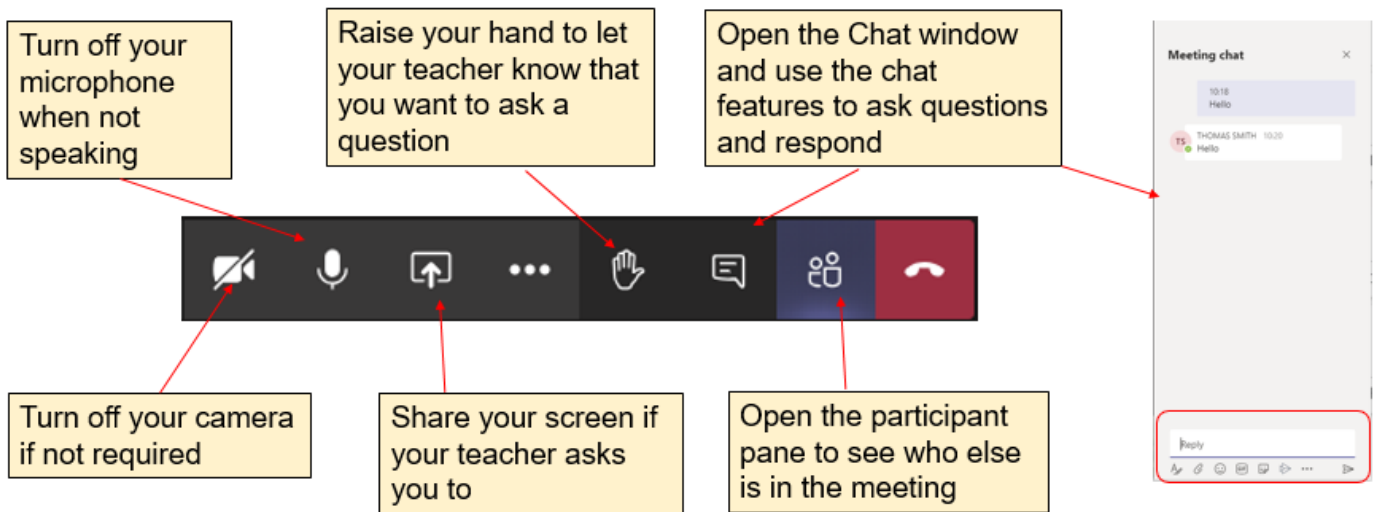 Turn off your
microphone
when not
speaking
Raise your hand to let
your teacher know that
you want to ask a
question
Open the Chat window
and use the chat
features to ask questions
and respond
Meeting chat
10:18
Hello
TS
THOMAS SMITH 10:20
Hello
Turn off your camera
if not required
Share your screen if
your teacher asks
you to
Open the participant
pane to see who else
is in the meeting
Reply